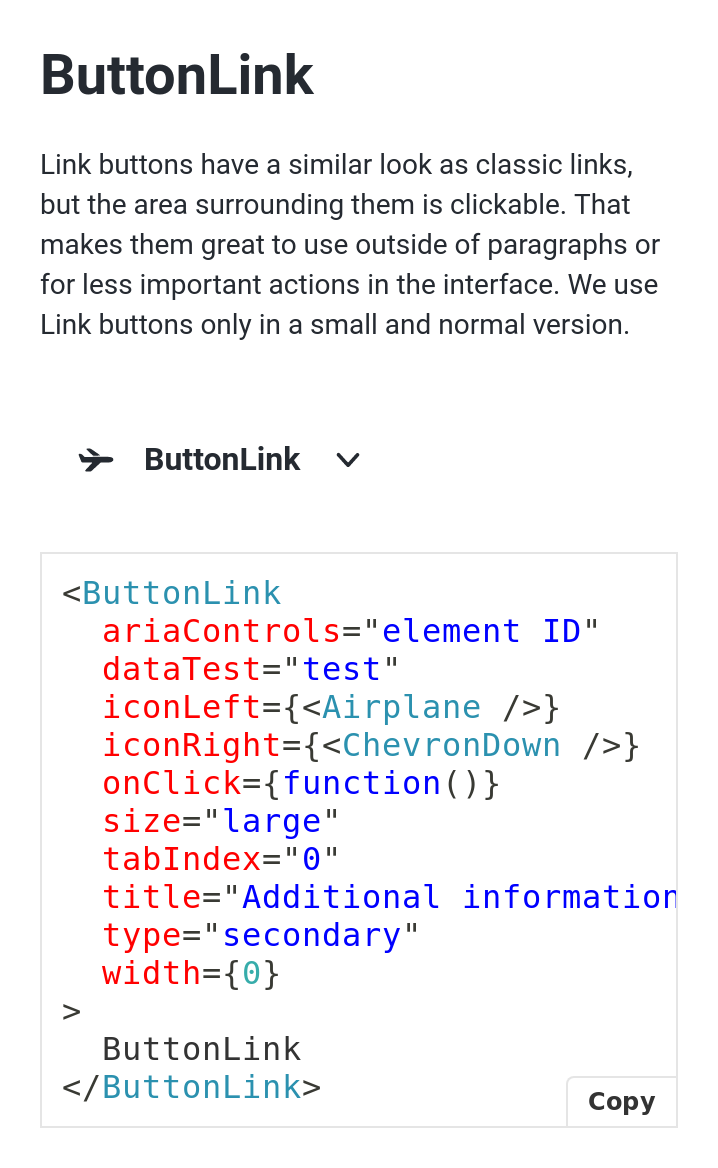 ButtonLink
Link buttons have a similar look as classic links,
but the area surrounding them is clickable. That
makes them great to use outside of paragraphs or
for less important actions in the interface. We use
Link buttons only in a small and normal version.
ButtonLink
<ButtonLink
  ariaControls="element ID"
  dataTest="test"
  iconLeft={<Airplane />}
  iconRight={<ChevronDown />}
  onClick={function()}
  size="large"
  tabIndex="0"
  title="Additional information
  type="secondary"
  width={0}
>
  ButtonLink
</ButtonLink>
Copy